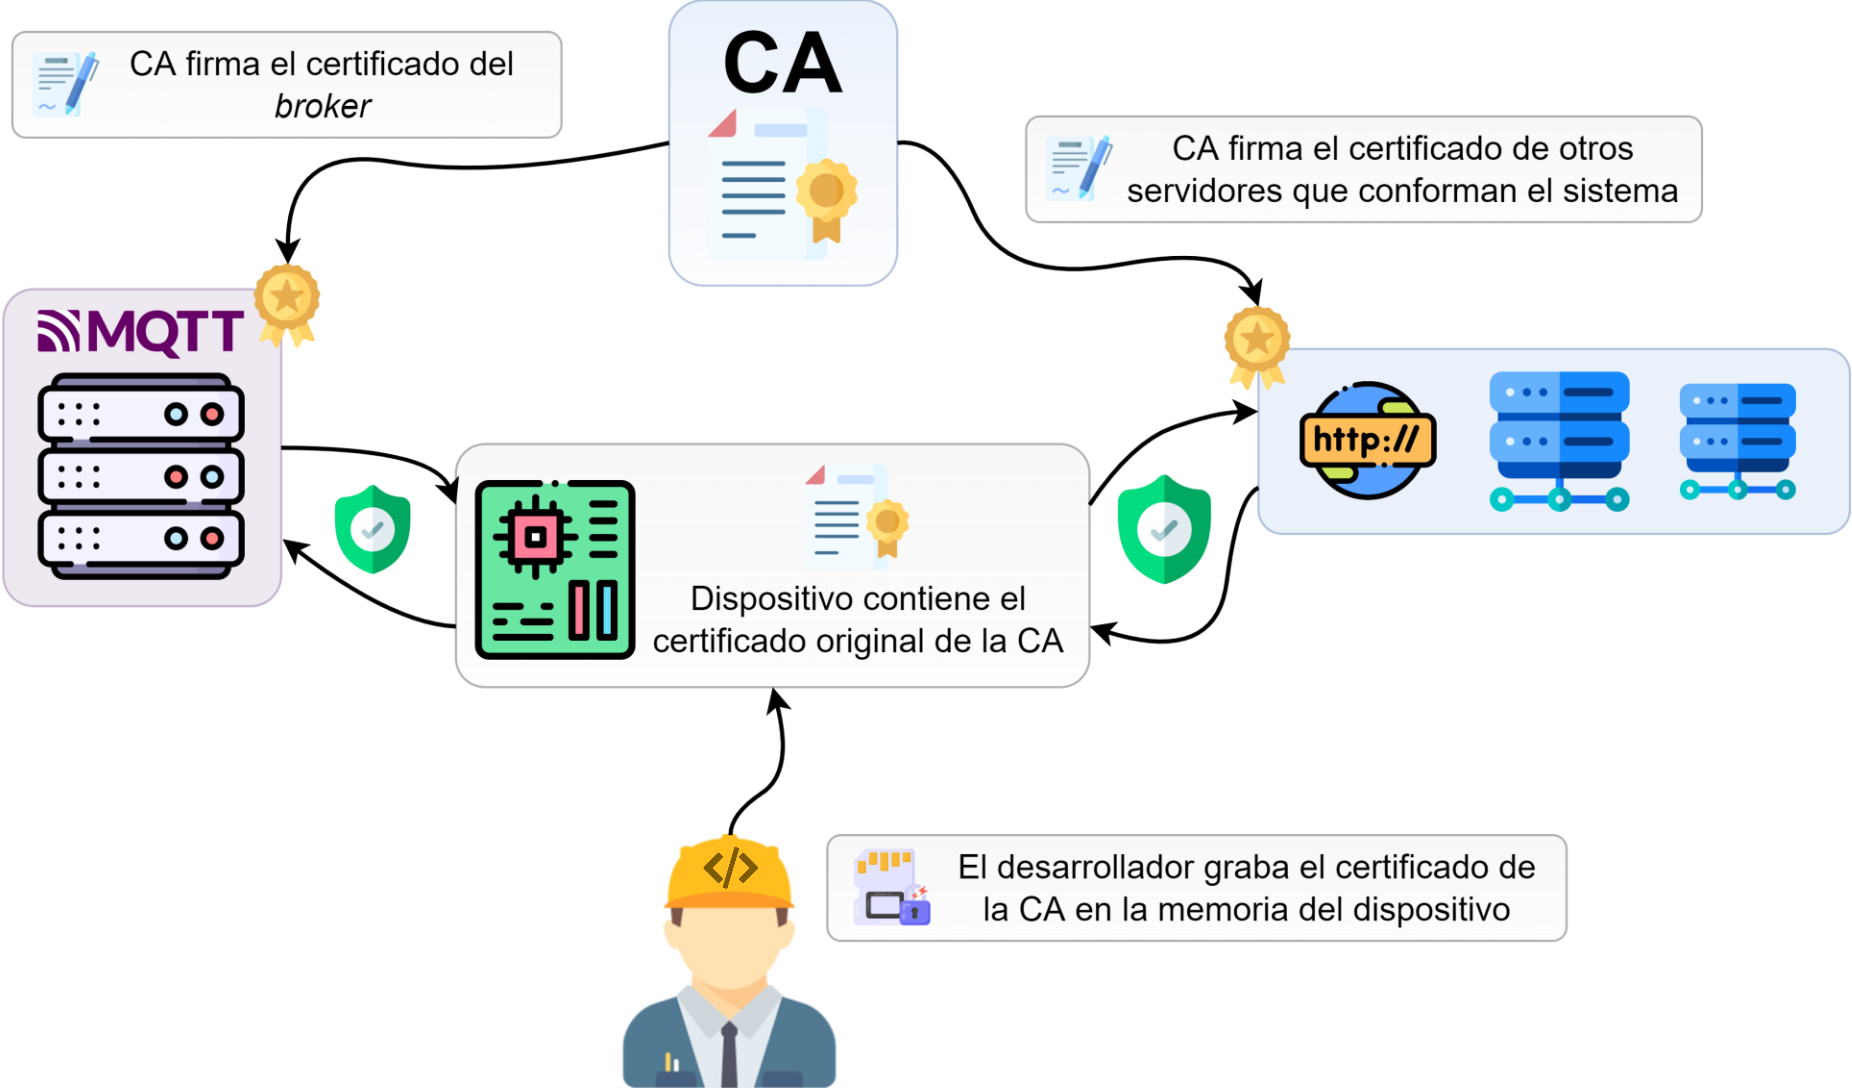 CA firma el certificado del
broker
CA
CA firma el certificado de otros
servidores que conforman el sistema
MQTT
http://
Dispositivo contiene el
certificado original de la CA
</>
El desarrollador graba el certificado de
la CA en la memoria del dispositivo